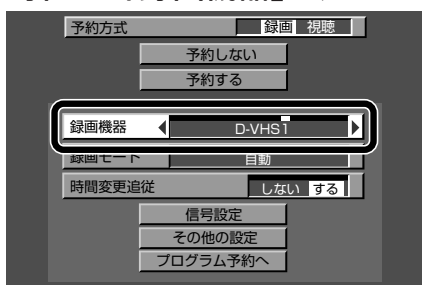 予約方式 録画 視聴
予約しない
予約する
録画機器 D-VHS1
録画モード 自動
時間変更追従 しない する
信号設定
その他の設定
プログラム予約へ